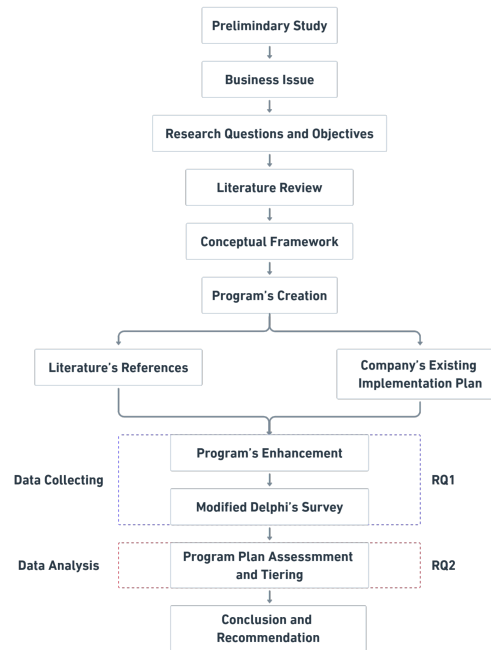 Prelimindary Study
Business Issue
Research Questions and Objectives
Literature Review
Conceptual Framework
Program's Creation
Literature's References
Company's Existing
Implementation Plan
Program's Enhancement
Data Collecting
RQ1
Modified Delphi's Survey
Program Plan Assessmment
and Tiering
Data Analysis
RQ2
Conclusion and
Recommendation